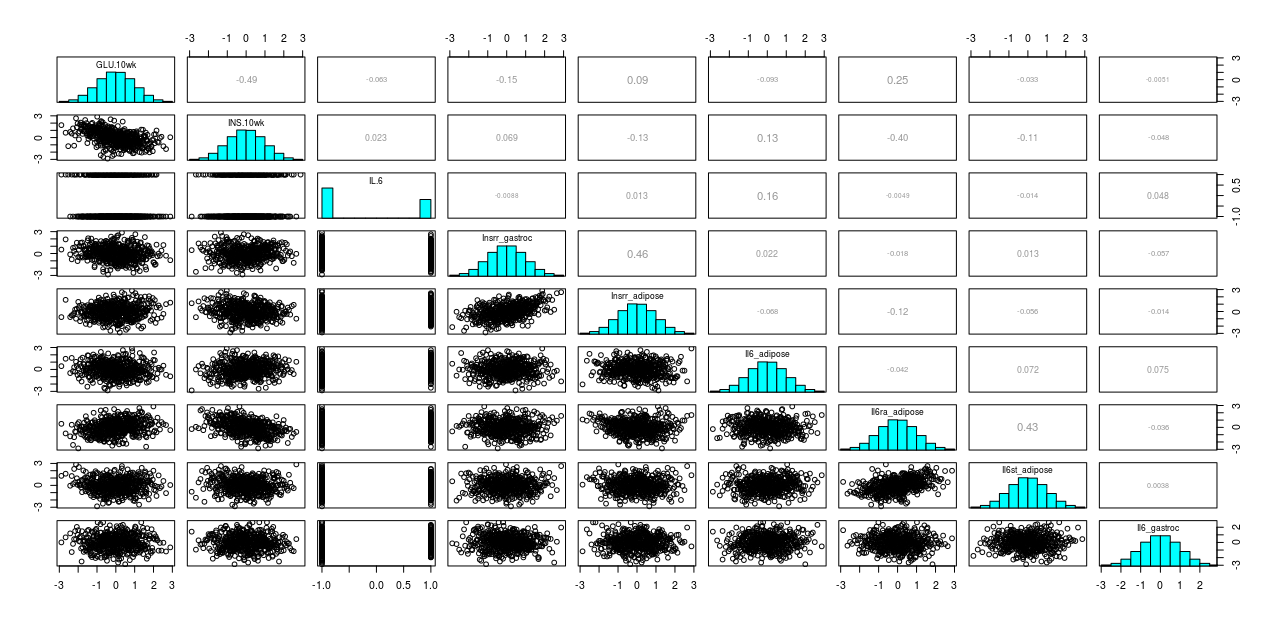 -3 -1 0 1 2 3 -3 -1 0 1 2 3 -3 -1 0 1 2 3 -3 -1 0 1 2 3
GLU.10wk -0.49 -0.063 -0.15 0.09 -0.093 0.25 -0.033 -0.0051 -3 0 3
-3 0 3 INS.10wk 0.023 0.069 -0.13 0.13 -0.40 -0.11 -0.048
IL.6 -0.0088 0.013 0.16 -0.0049 -0.014 0.048 -1.0 0.5
-3 0 3 Insrr_gastroc 0.46 0.022 -0.018 0.013 -0.057
Insrr_adipose -0.068 -0.12 -0.056 -0.014 -3 0 3
-3 0 3 Il6_adipose -0.042 0.072 0.075
Il6ra_adipose 0.43 -0.036 -3 0 3
-3 0 3 Il6st_adipose 0.0038
Il6_gastroc -3 0 2
-3 -1 0 1 2 3 -1.0 0.0 0.5 1.0 -3 -1 0 1 2 3 -3 -1 0 1 2 3 -3 -2 -1 0 1 2